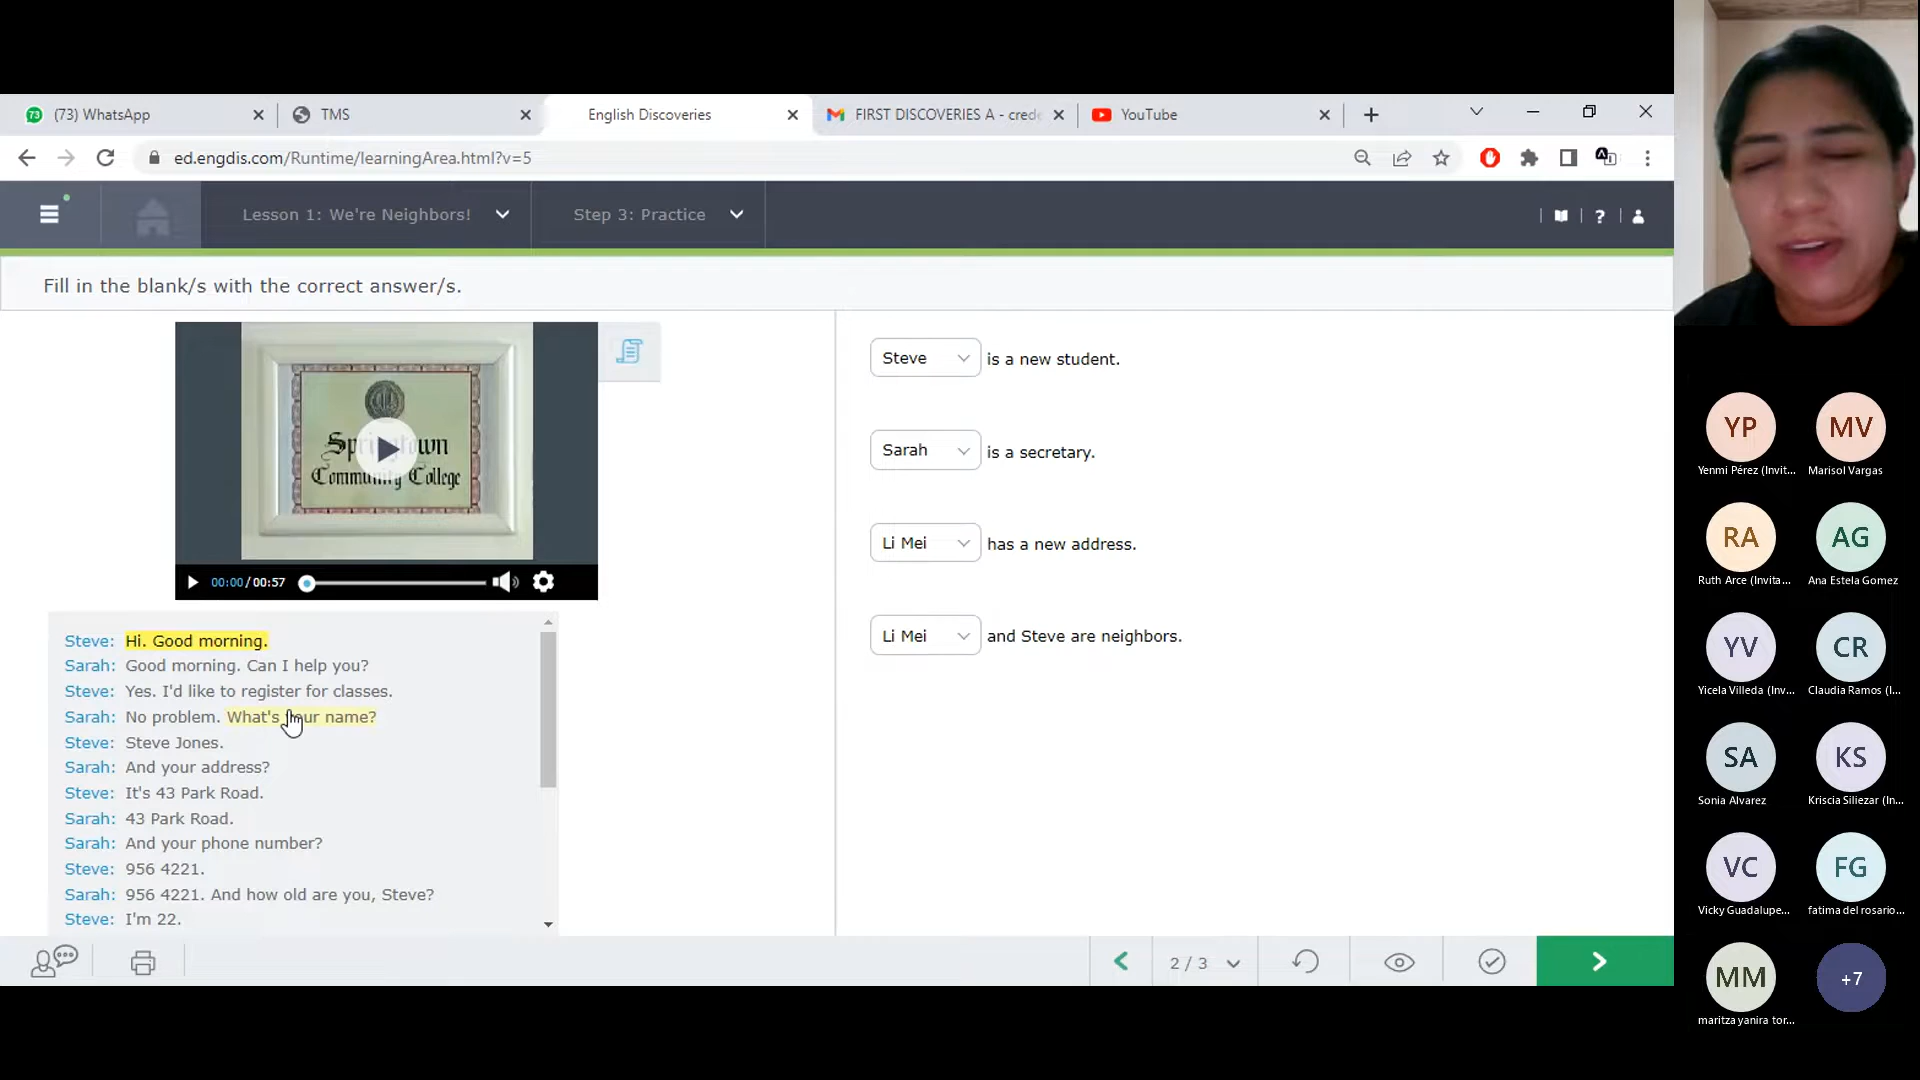 73 (73) WhatsApp
TMS
English Discoveries
FIRST DISCOVERIES A - crede
YouTube
ed.engdis.com/Runtime/learningArea.html?v=5
Lesson 1: We're Neighbors!
Step 3: Practice
?
Fill in the blank/s with the correct answer/s.
Springtown
Community College
00:00/00:57
Steve: Hi. Good morning.
Sarah: Good morning. Can I help you?
Steve: Yes. I'd like to register for classes.
Sarah: No problem. What's your name?
Steve: Steve Jones.
Sarah: And your address?
Steve: It's 43 Park Road.
Sarah: 43 Park Road.
Sarah: And your phone number?
Steve: 956 4221.
Sarah: 956 4221. And how old are you, Steve?
Steve: I'm 22.
Steve is a new student.
Sarah is a secretary.
Li Mei has a new address.
Li Mei and Steve are neighbors.
2 / 3
YP MV
Yenmi Pérez (Invit... Marisol Vargas
RA AG
Ruth Arce (Invita... Ana Estela Gomez
YV CR
Yicela Villeda (Inv... Claudia Ramos (I...
SA KS
Sonia Alvarez Kriscia Siliezar (In...
VC FG
Vicky Guadalupe... fatima del rosario...
MM +7
maritza yanira tor...